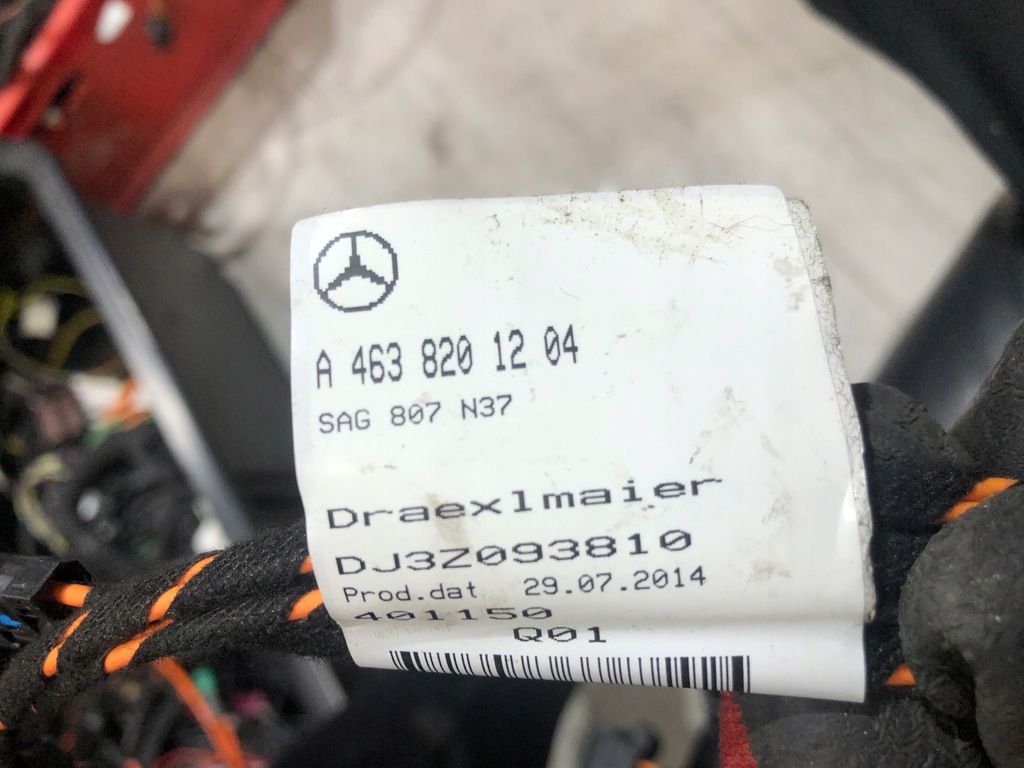 A 463 820 12 04
SAG 807 N37
Draexlmaier
DJ3Z093810
Prod.dat 29.07.2014
401150
Q01